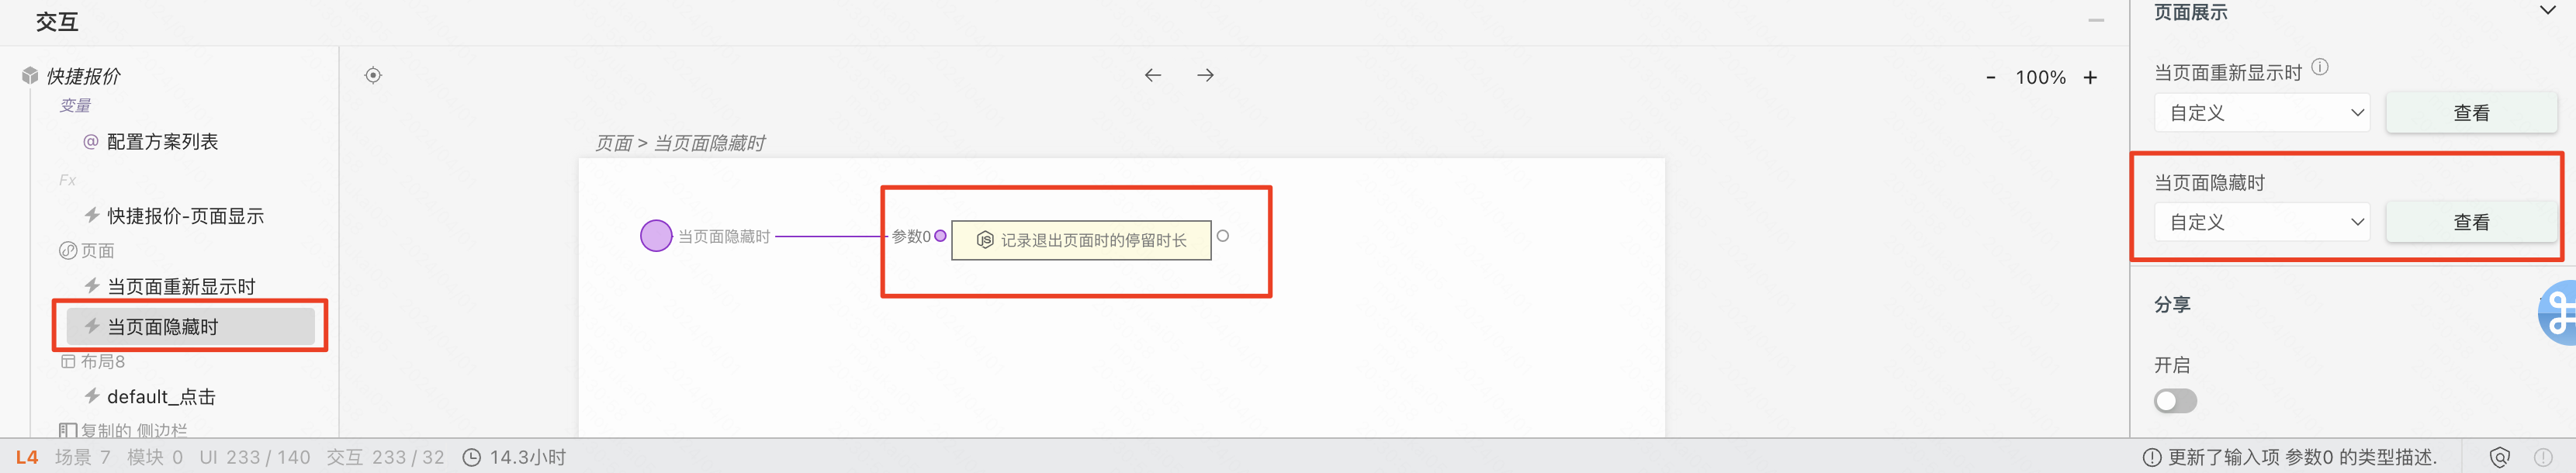 交互
页面展示
快捷报价
100%
当页面重新显示时
变量
自定义
查看
配置方案列表
页面 > 当页面隐藏时
Fx
当页面隐藏时
快捷报价-页面显示
自定义
查看
当页面隐藏时
参数0
JS
记录退出页面时的停留时长
页面
当页面重新显示时
分享
当页面隐藏时
布局8
开启
default_点击
复制的 侧边栏
L4 场景 7 模块 0 UI 233 / 140 交互 233 / 32 14.3小时
更新了输入项 参数0 的类型描述.